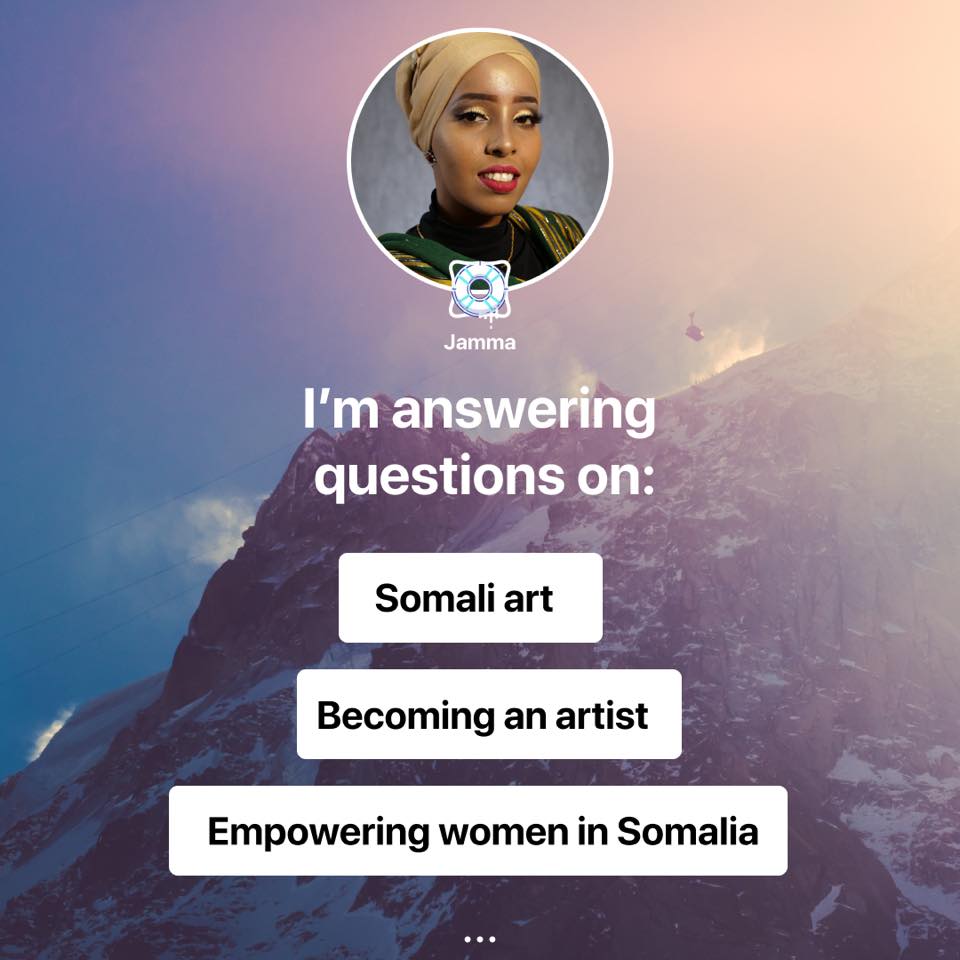 Jamma
I’m answering
questions on:
Somali art
Becoming an artist
Empowering women in Somalia
...